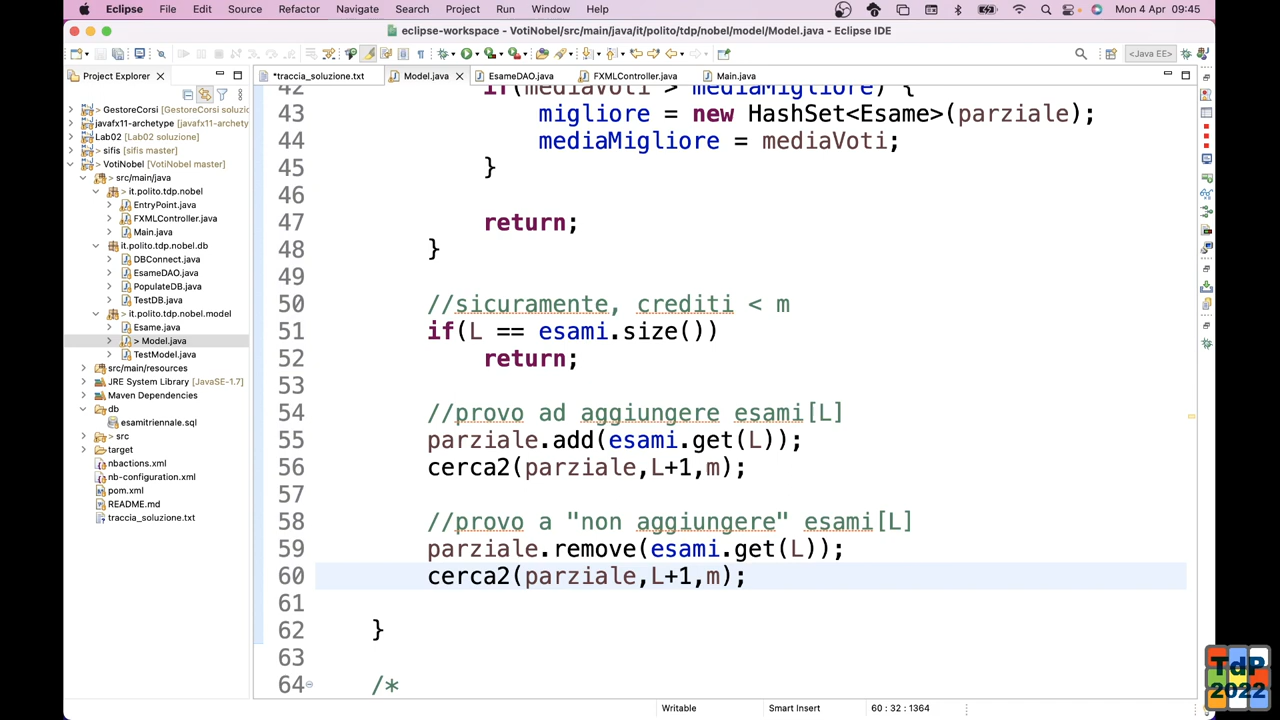 Eclipse File Edit Source Refactor Navigate Search Project Run Window Help Mon 4 Apr 09:45
eclipse-workspace - VotiNobel/src/main/java/it/polito/tdp/nobel/model/Model.java - Eclipse IDE
<Java EE>
Project Explorer
*traccia_soluzione.txt Model.java EsameDAO.java FXMLController.java Main.java
> GestoreCorsi [GestoreCorsi soluzic
javafx11-archetype [javafx11-archety
> Lab02 [Lab02 soluzione]
> sifis [sifis master]
> VotiNobel [VotiNobel master]
> src/main/java
> it.polito.tdp.nobel
EntryPoint.java
FXMLController.java
Main.java
it.polito.tdp.nobel.db
DBConnect.java
EsameDAO.java
PopulateDB.java
TestDB.java
> it.polito.tdp.nobel.model
Esame.java
> Model.java
TestModel.java
src/main/resources
JRE System Library [JavaSE-1.7]
Maven Dependencies
db
esamitriennale.sql
> src
target
nbactions.xml
nb-configuration.xml
pom.xml
README.md
traccia_soluzione.txt
42 if(mediaVoti > mediaMigliore) {
43 migliore = new HashSet<Esame>(parziale);
44 mediaMigliore = mediaVoti;
45 }
46
47 return;
48 }
49
50 //sicuramente, crediti < m
51 if(L == esami.size())
52 return;
53
54 //provo ad aggiungere esami[L]
55 parziale.add(esami.get(L));
56 cerca2(parziale,L+1,m);
57
58 //provo a "non aggiungere" esami[L]
59 parziale.remove(esami.get(L));
60 cerca2(parziale,L+1,m);
61
62 }
63
64 /*
Writable Smart Insert 60 : 32 : 1364
TdP
2022